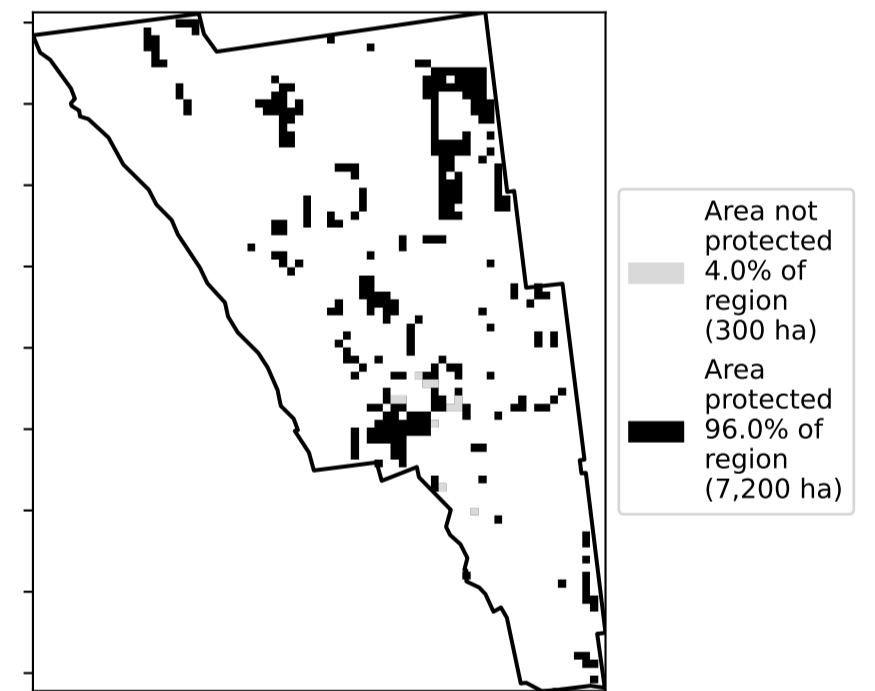 Area not
protected
4.0% of
region
(300 ha)
Area
protected
96.0% of
region
(7,200 ha)